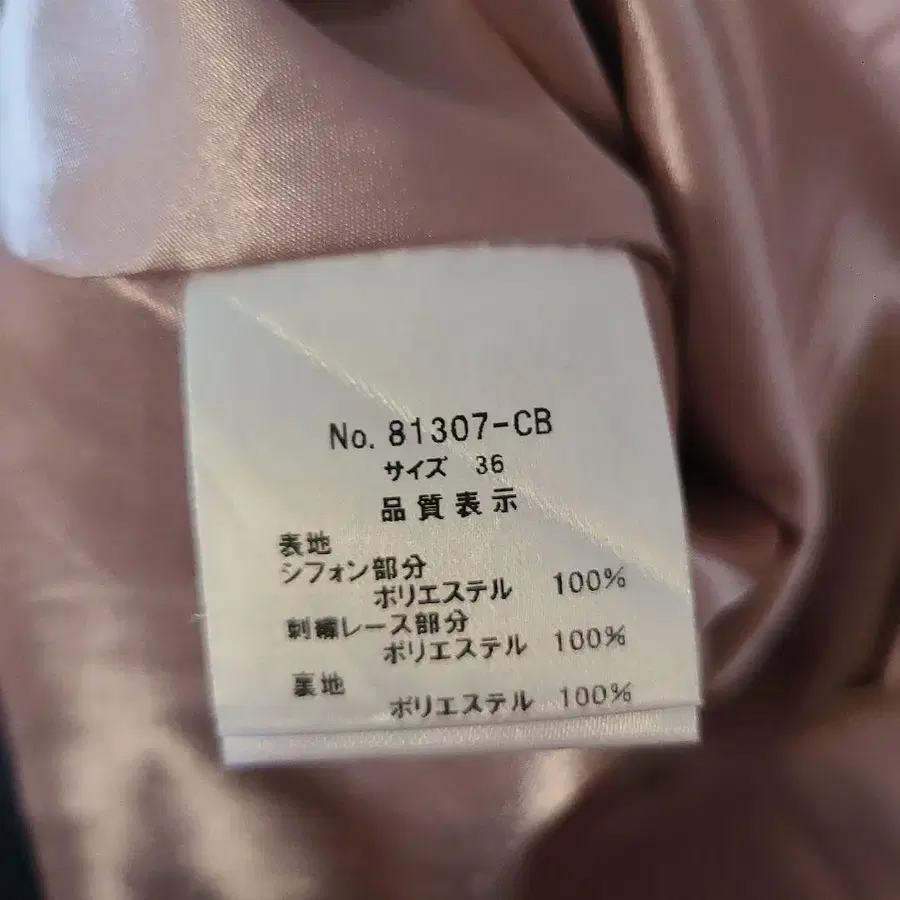 No. 81307-CB
サイズ 36
品質表示
表地
シフォン部分
ポリエステル 100%
刺繍レース部分
ポリエステル 100%
裏地
ポリエステル 100%